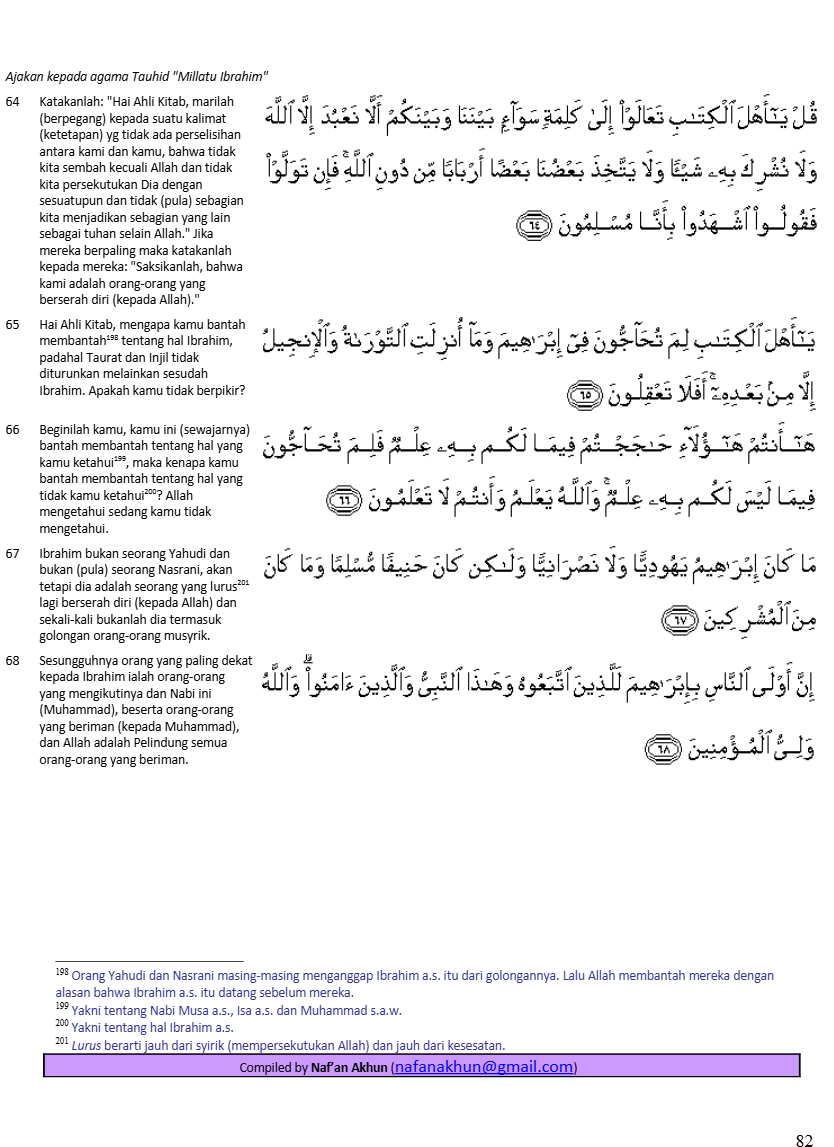 Ajakan kepada agama Tauhid "Millatu Ibrahim"
64 Katakanlah: "Hai Ahli Kitab, marilah
(berpegang) kepada suatu kalimat
(ketetapan) yg tidak ada perselisihan
antara kami dan kamu, bahwa tidak
kita sembah kecuali Allah dan tidak
kita persekutukan Dia dengan
sesuatupun dan tidak (pula) sebagian
kita menjadikan sebagian yang lain
sebagai tuhan selain Allah." Jika
mereka berpaling maka katakanlah
kepada mereka: "Saksikanlah, bahwa
kami adalah orang-orang yang
berserah diri (kepada Allah)."
قُلْ يَـٰٓأَهْلَ ٱلْكِتَـٰبِ تَعَالَوْا۟ إِلَىٰ كَلِمَةٍ سَوَآءٍۭ بَيْنَنَا وَبَيْنَكُمْ أَلَّا نَعْبُدَ إِلَّا ٱللَّهَ
وَلَا نُشْرِكَ بِهِۦ شَيْـًٔا وَلَا يَتَّخِذَ بَعْضُنَا بَعْضًا أَرْبَابًا مِّن دُونِ ٱللَّهِ ۚ فَإِن تَوَلَّوْا۟
فَقُولُوا۟ ٱشْهَدُوا۟ بِأَنَّا مُسْلِمُونَ ٦٤
65 Hai Ahli Kitab, mengapa kamu bantah
membantah198 tentang hal Ibrahim,
padahal Taurat dan Injil tidak
diturunkan melainkan sesudah
Ibrahim. Apakah kamu tidak berpikir?
يَـٰٓأَهْلَ ٱلْكِتَـٰبِ لِمَ تُحَآجُّونَ فِىٓ إِبْرَٰهِيمَ وَمَآ أُنزِلَتِ ٱلتَّوْرَىٰةُ وَٱلْإِنجِيلُ
إِلَّا مِنۢ بَعْدِهِۦٓ ۚ أَفَلَا تَعْقِلُونَ ٦٥
66 Beginilah kamu, kamu ini (sewajarnya)
bantah membantah tentang hal yang
kamu ketahui199, maka kenapa kamu
bantah membantah tentang hal yang
tidak kamu ketahui200? Allah
mengetahui sedang kamu tidak
mengetahui.
هَـٰٓأَنتُمْ هَـٰٓؤُلَآءِ حَـٰجَجْتُمْ فِيمَا لَكُم بِهِۦ عِلْمٌ فَلِمَ تُحَآجُّونَ
فِيمَا لَيْسَ لَكُم بِهِۦ عِلْمٌ ۚ وَٱللَّهُ يَعْلَمُ وَأَنتُمْ لَا تَعْلَمُونَ ٦٦
67 Ibrahim bukan seorang Yahudi dan
bukan (pula) seorang Nasrani, akan
tetapi dia adalah seorang yang lurus201
lagi berserah diri (kepada Allah) dan
sekali-kali bukanlah dia termasuk
golongan orang-orang musyrik.
مَا كَانَ إِبْرَٰهِيمُ يَهُودِيًّا وَلَا نَصْرَانِيًّا وَلَـٰكِن كَانَ حَنِيفًا مُّسْلِمًا وَمَا كَانَ
مِنَ ٱلْمُشْرِكِينَ ٦٧
68 Sesungguhnya orang yang paling dekat
kepada Ibrahim ialah orang-orang
yang mengikutinya dan Nabi ini
(Muhammad), beserta orang-orang
yang beriman (kepada Muhammad),
dan Allah adalah Pelindung semua
orang-orang yang beriman.
إِنَّ أَوْلَى ٱلنَّاسِ بِإِبْرَٰهِيمَ لَلَّذِينَ ٱتَّبَعُوهُ وَهَـٰذَا ٱلنَّبِىُّ وَٱلَّذِينَ ءَامَنُوا۟ ۗ وَٱللَّهُ
وَلِىُّ ٱلْمُؤْمِنِينَ ٦٨
198 Orang Yahudi dan Nasrani masing-masing menganggap Ibrahim a.s. itu dari golongannya. Lalu Allah membantah mereka dengan
alasan bahwa Ibrahim a.s. itu datang sebelum mereka.
199 Yakni tentang Nabi Musa a.s., Isa a.s. dan Muhammad s.a.w.
200 Yakni tentang hal Ibrahim a.s.
201 Lurus berarti jauh dari syirik (mempersekutukan Allah) dan jauh dari kesesatan.
Compiled by Naf’an Akhun (nafanakhun@gmail.com)
82